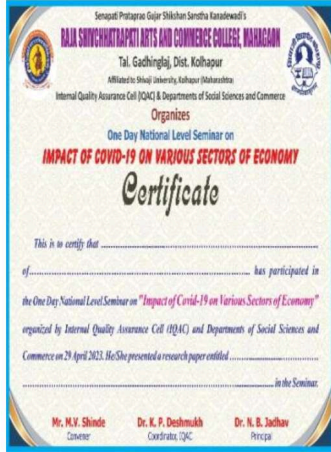 Senapati Prataprao Gujar Shikshan Sanstha Karadewadi's
RAJA SHIVCHHATRAPATI ARTS AND COMMERCE COLLEGE, MAHAGAON
Tal. Gadhinglaj, Dist. Kolhapur
Affiliated to Shivaji University, Kolhapur (Maharashtra)
Internal Quality Assurance Cell (IQAC) & Departments of Social Sciences and Commerce
Organizes
One Day National Level Seminar on
IMPACT OF COVID-19 ON VARIOUS SECTORS OF ECONOMY
Certificate
This is to certify that ................................................................
of................................................................ has participated in
the One Day National Level Seminar on "Impact of Covid-19 on Various Sectors of Economy"
organized by Internal Quality Assurance Cell (IQAC) and Departments of Social Sciences and
Commerce on 29 April 2023. He/She presented a research paper entitled ................................
................................................................ in the Seminar.
Mr. M.V. Shinde Dr. K. P. Deshmukh Dr. N. B. Jadhav
Convener Coordinator, IQAC Principal